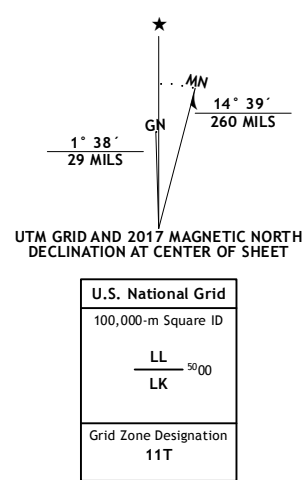 MN
GN
14° 39´
260 MILS
1° 38´
29 MILS
UTM GRID AND 2017 MAGNETIC NORTH
DECLINATION AT CENTER OF SHEET
U.S. National Grid
100,000-m Square ID
LL
5000
LK
Grid Zone Designation
11T